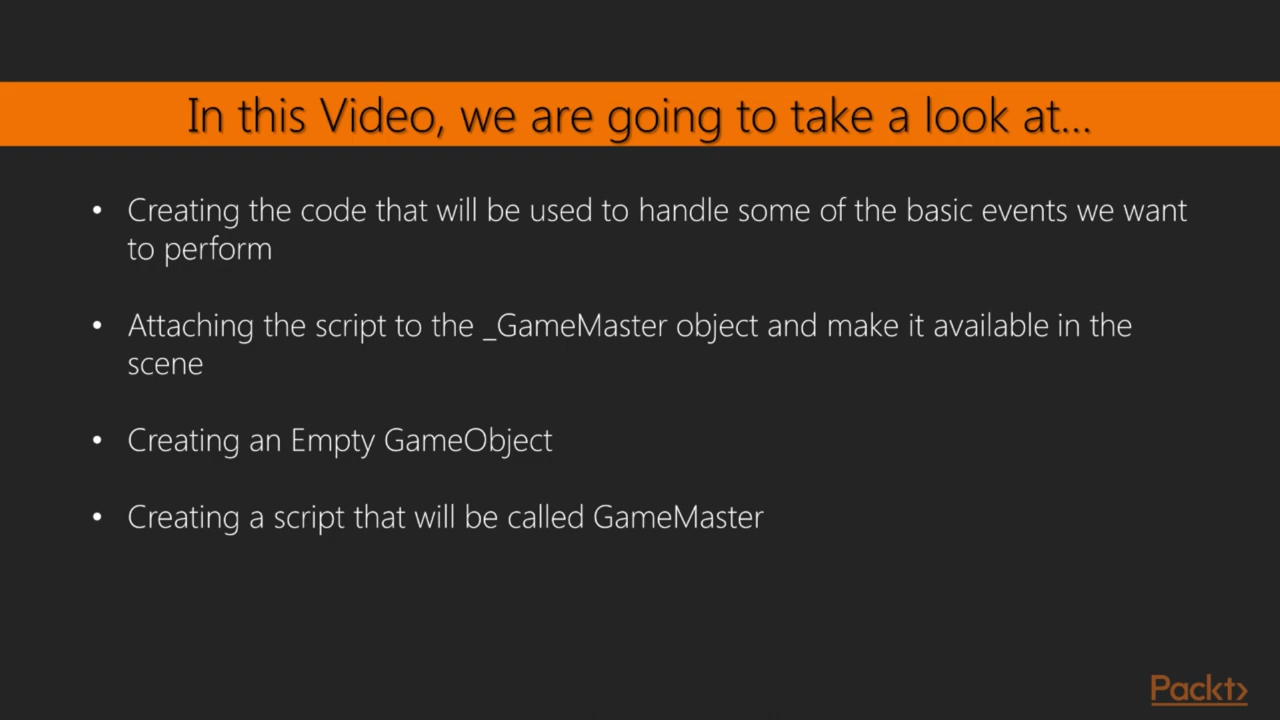 In this Video, we are going to take a look at...
• Creating the code that will be used to handle some of the basic events we want
to perform
• Attaching the script to the _GameMaster object and make it available in the
scene
• Creating an Empty GameObject
• Creating a script that will be called GameMaster
Packt>